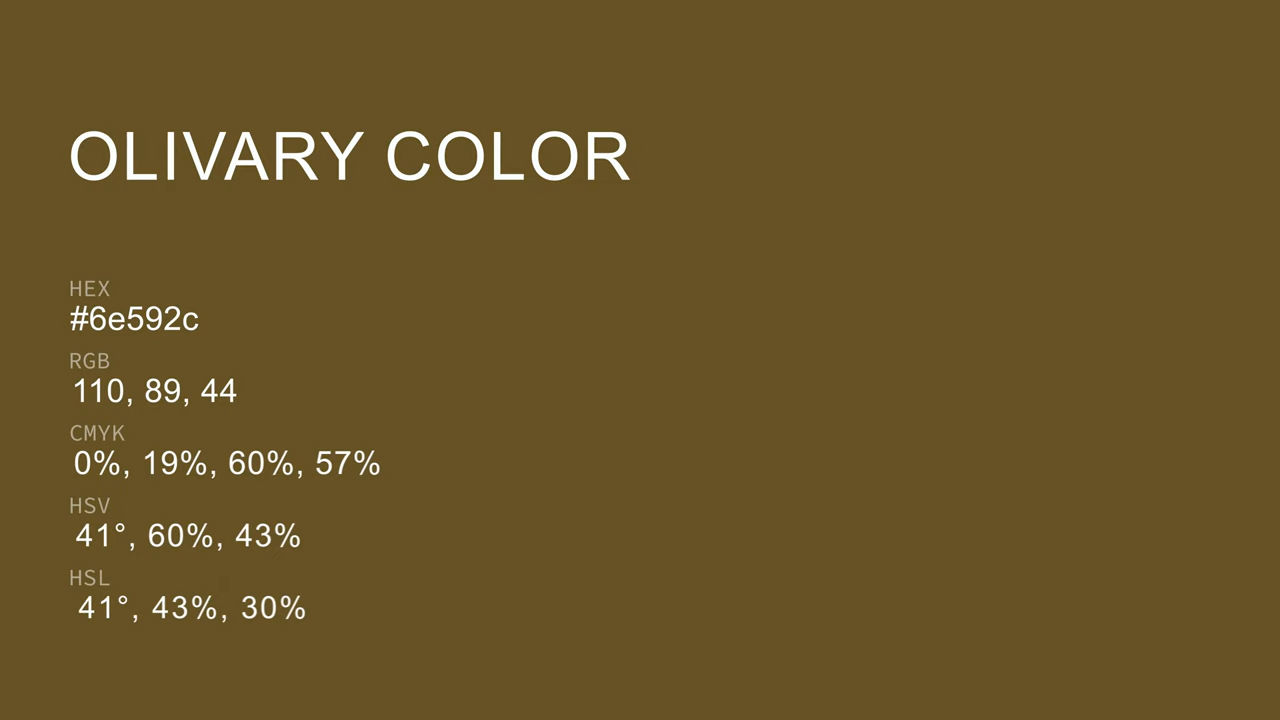 OLIVARY COLOR
HEX
#6e592c
RGB
110, 89, 44
CMYK
0%, 19%, 60%, 57%
HSV
41°, 60%, 43%
HSL
41°, 43%, 30%